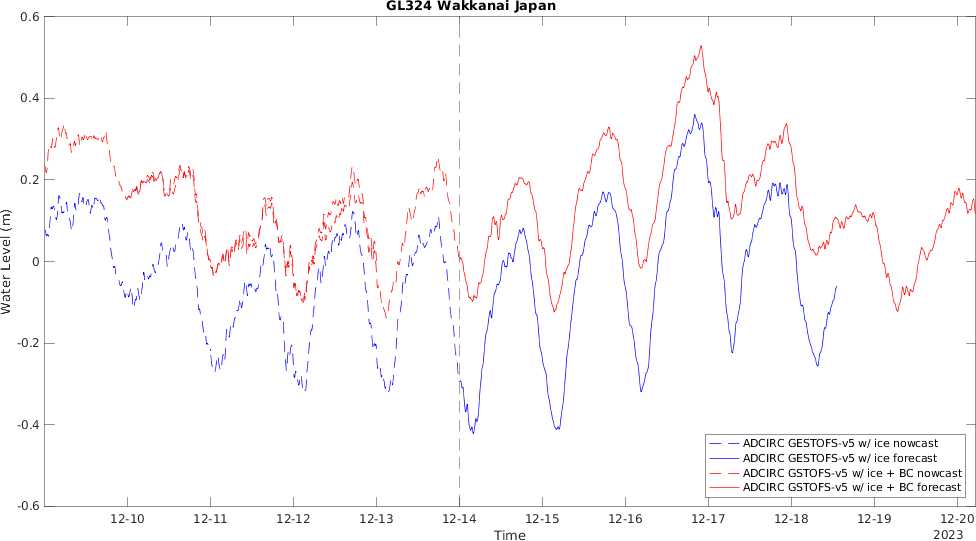 GL324 Wakkanai Japan
0.6
0.4
0.2
0
-0.2
-0.4
-0.6
Water Level (m)
ADCIRC GESTOFS-v5 w/ ice nowcast
ADCIRC GESTOFS-v5 w/ ice forecast
ADCIRC GSTOFS-v5 w/ ice + BC nowcast
ADCIRC GSTOFS-v5 w/ ice + BC forecast
12-10 12-11 12-12 12-13 12-14 12-15 12-16 12-17 12-18 12-19 12-20
Time
2023